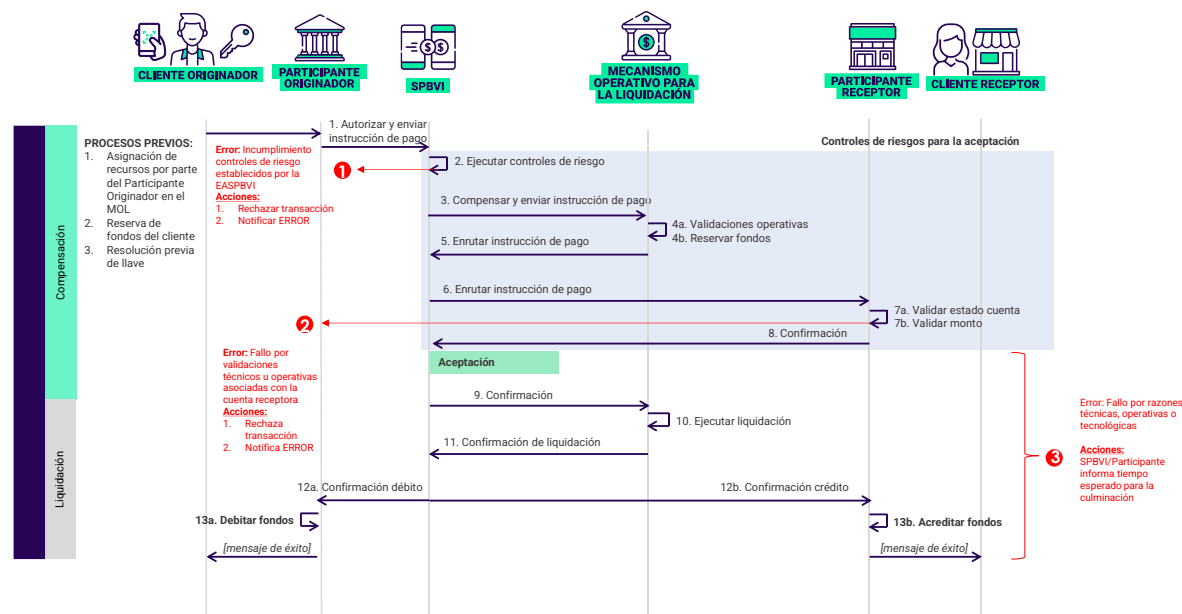 CLIENTE ORIGINADOR
PARTICIPANTE
ORIGINADOR
SPBVI
MECANISMO
OPERATIVO PARA
LA LIQUIDACIÓN
PARTICIPANTE
RECEPTOR
CLIENTE RECEPTOR
Compensación
Liquidación
PROCESOS PREVIOS:
1. Asignación de
recursos por parte
del Participante
Originador en el
MOL
2. Reserva de
fondos del cliente
3. Resolución previa
de llave
1. Autorizar y enviar
instrucción de pago
Controles de riesgos para la aceptación
Error: Incumplimiento
controles de riesgo
establecidos por la
EASPBVI
Acciones:
1. Rechazar transacción
2. Notificar ERROR
1
2. Ejecutar controles de riesgo
3. Compensar y enviar instrucción de pago
4a. Validaciones operativas
4b. Reservar fondos
5. Enrutar instrucción de pago
6. Enrutar instrucción de pago
7a. Validar estado cuenta
7b. Validar monto
2
8. Confirmación
Error: Fallo por
validaciones
técnicos u operativas
asociadas con la
cuenta receptora
Acciones:
1. Rechaza
transacción
2. Notifica ERROR
Aceptación
9. Confirmación
10. Ejecutar liquidación
11. Confirmación de liquidación
Error: Fallo por razones
técnicas, operativas o
tecnológicas
3
Acciones:
SPBVI/Participante
informa tiempo
esperado para la
culminación
12a. Confirmación débito
12b. Confirmación crédito
13a. Debitar fondos
13b. Acreditar fondos
[mensaje de éxito]
[mensaje de éxito]